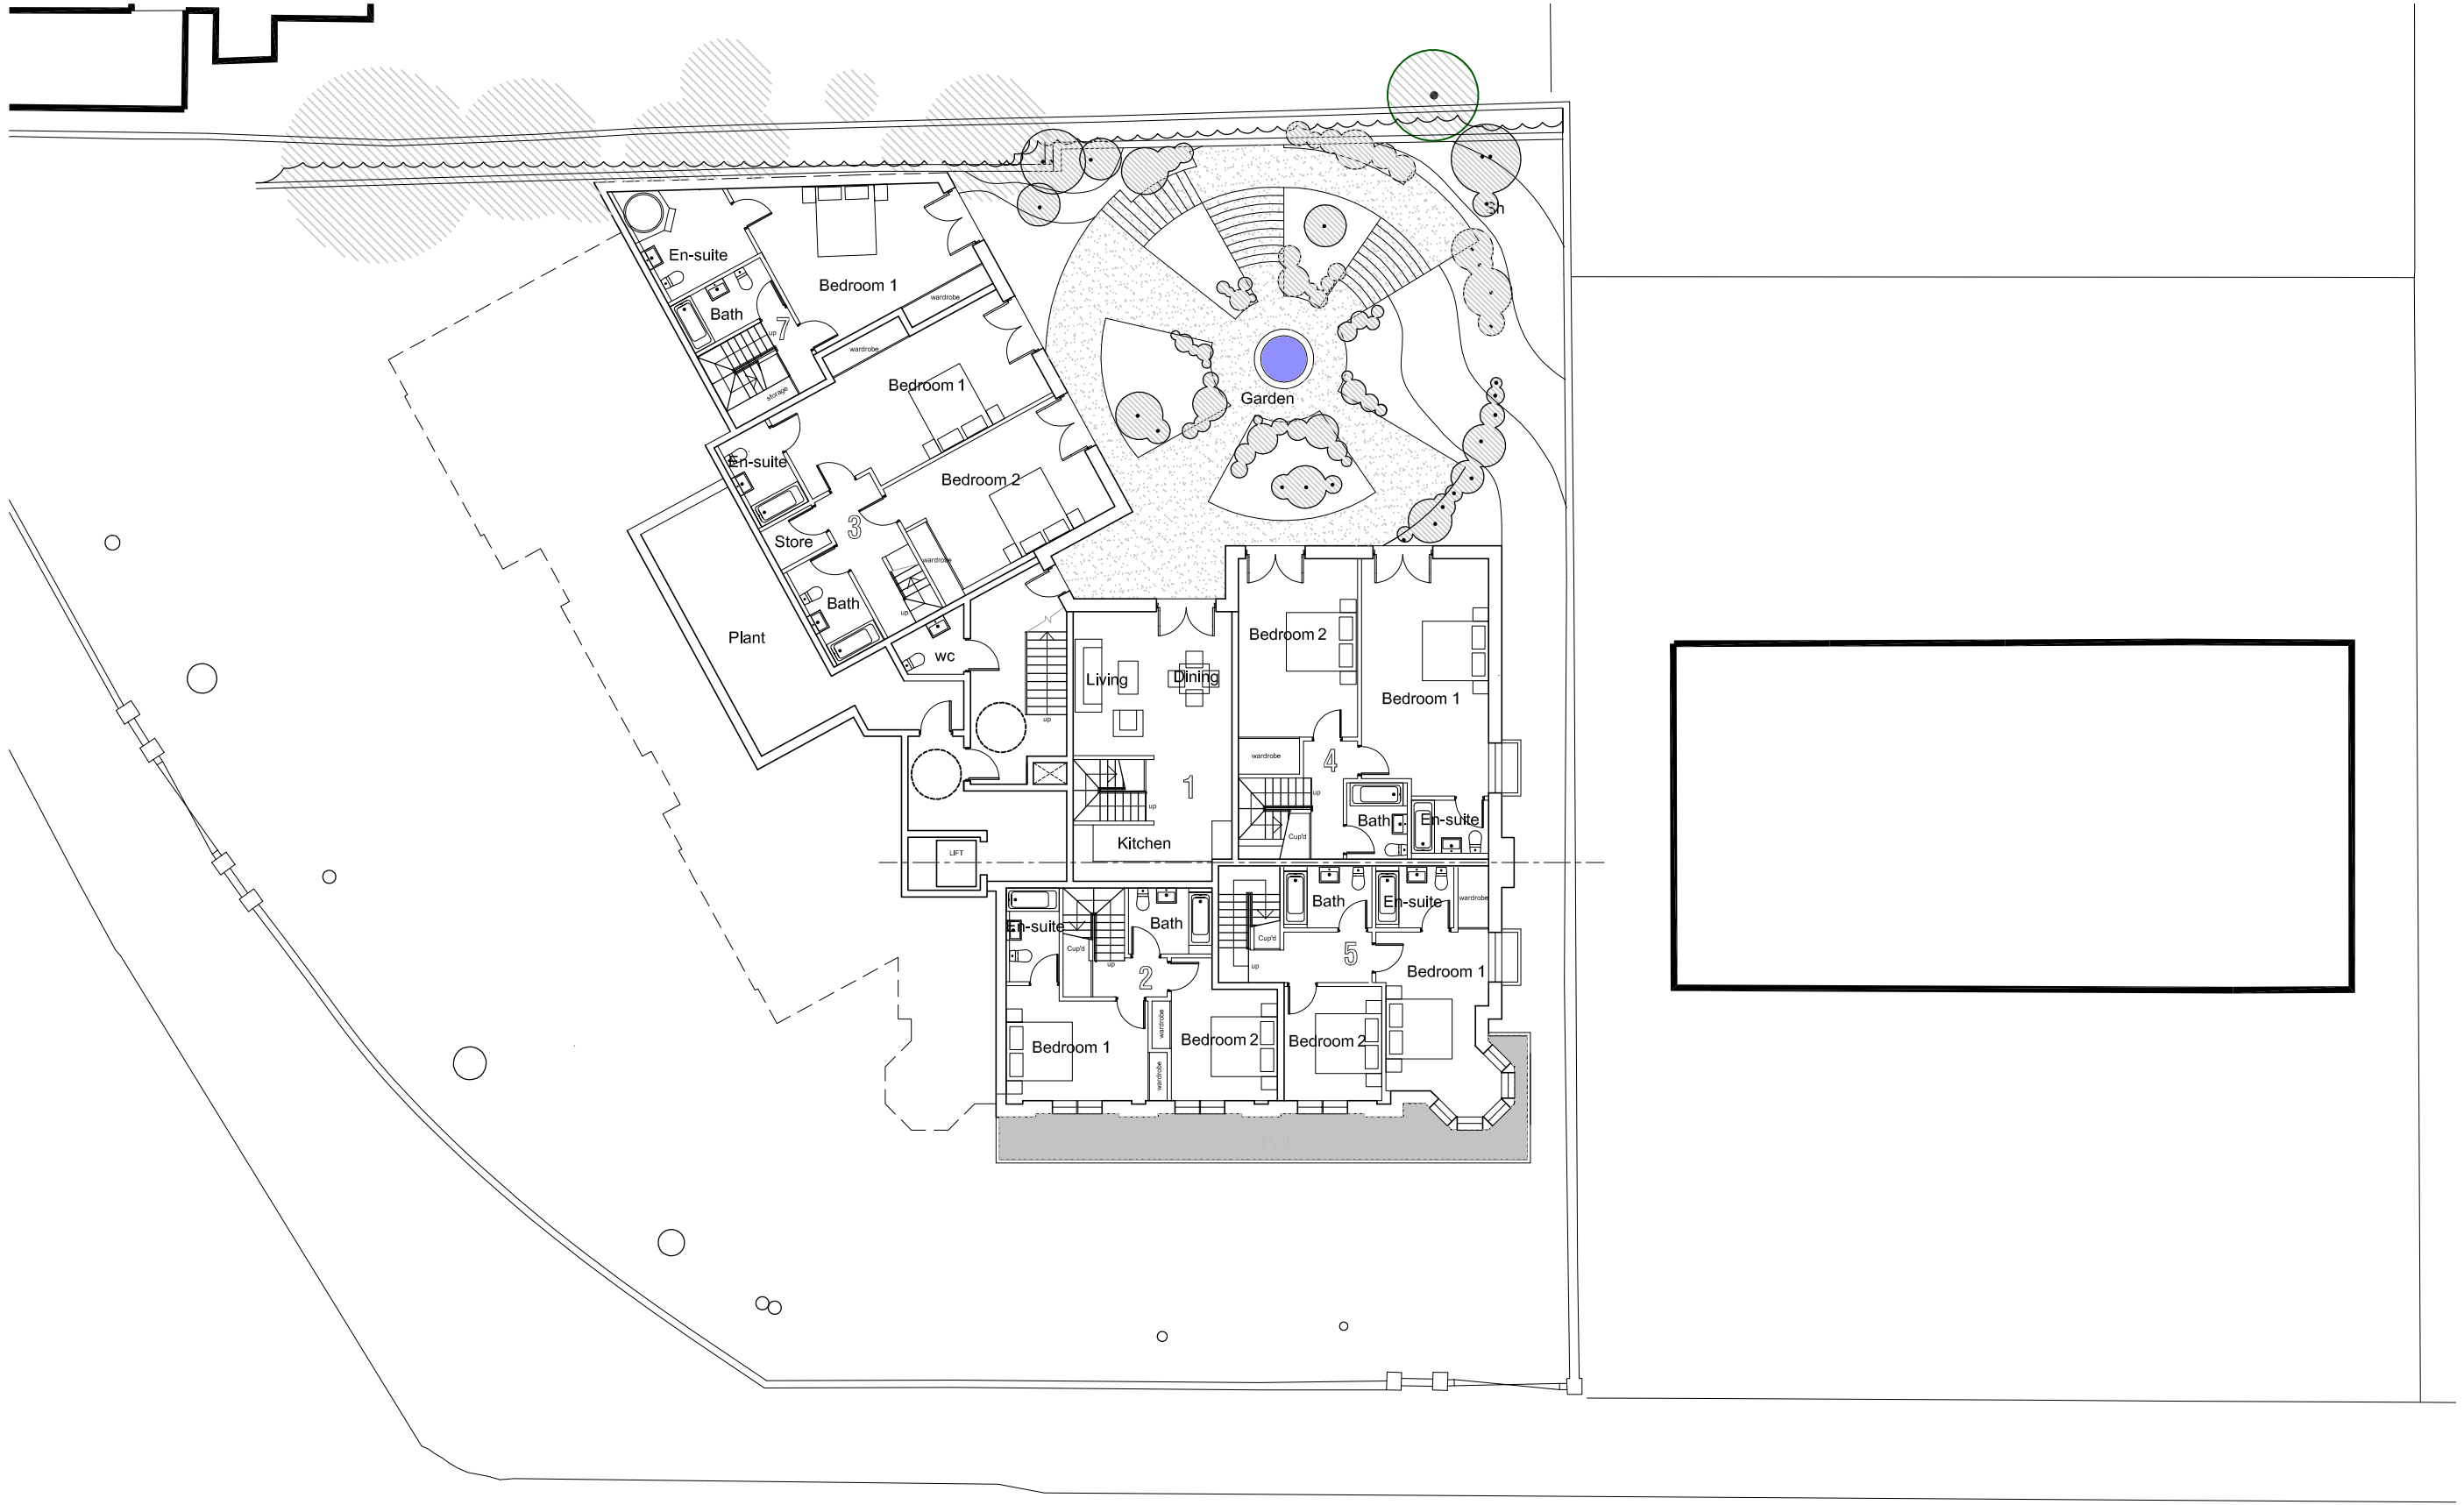 Sh
En-suite
Bedroom 1
wardrobe
Bath
7
up
wardrobe
storage
Bedroom 1
Garden
En-suite
Bedroom 2
3
Store
wardrobe
Bath
up
Plant
wc
Bedroom 2
Living
Dining
Bedroom 1
up
wardrobe
4
1
up
up
Bath
En-suite
Cup'd
Kitchen
LIFT
Bath
En-suite
wardrobe
En-suite
Bath
Cup'd
Cup'd
5
up
up
2
Bedroom 1
wardrobe
Bedroom 1
Bedroom 2
Bedroom 2
wardrobe